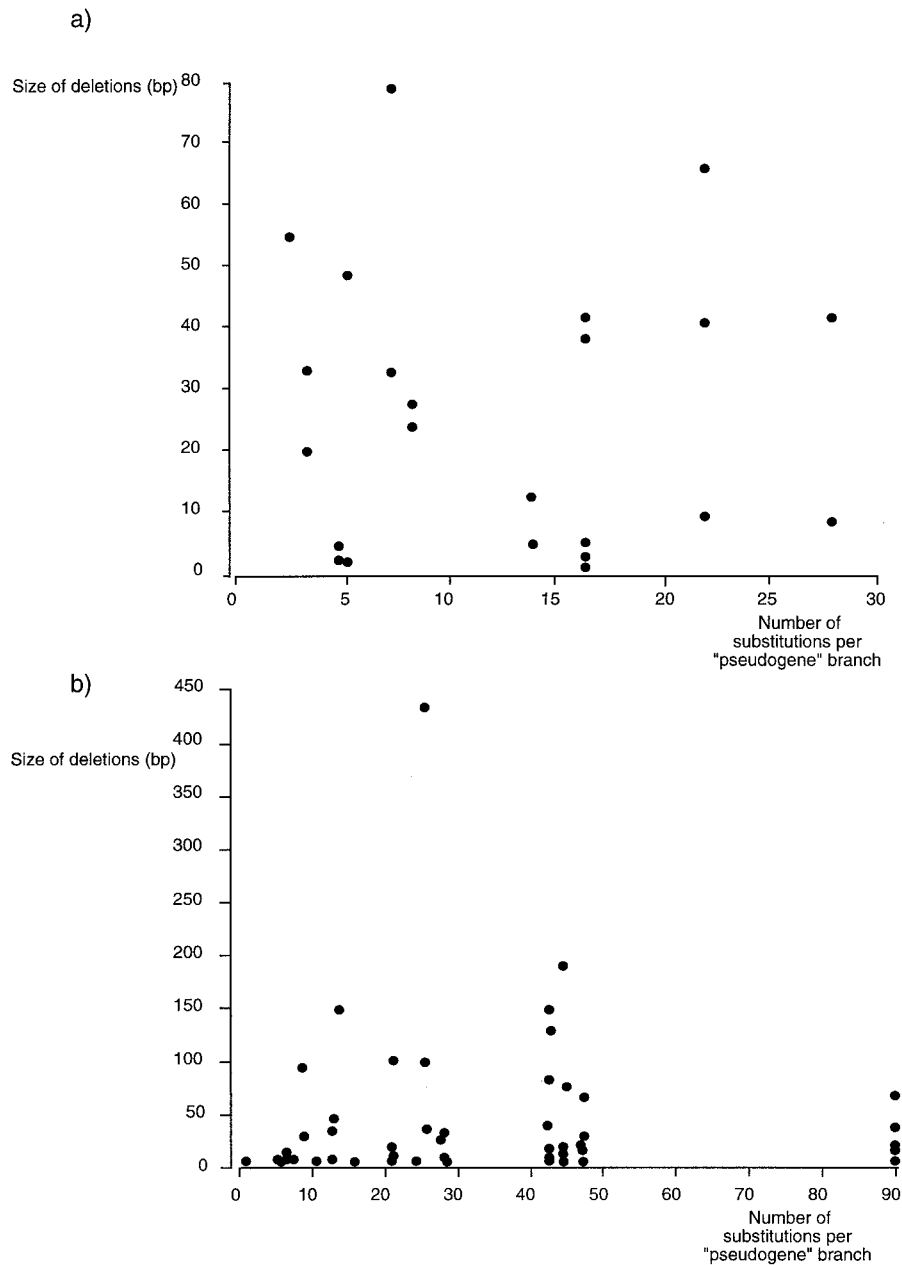 a)
Size of deletions (bp)
80
70
60
50
40
30
20
10
0
0 5 10 15 20 25 30
Number of
substitutions per
"pseudogene" branch
b)
450
400
Size of deletions (bp)
350
300
250
200
150
100
50
0
0 10 20 30 40 50 60 70 80 90
Number of
substitutions per
"pseudogene" branch